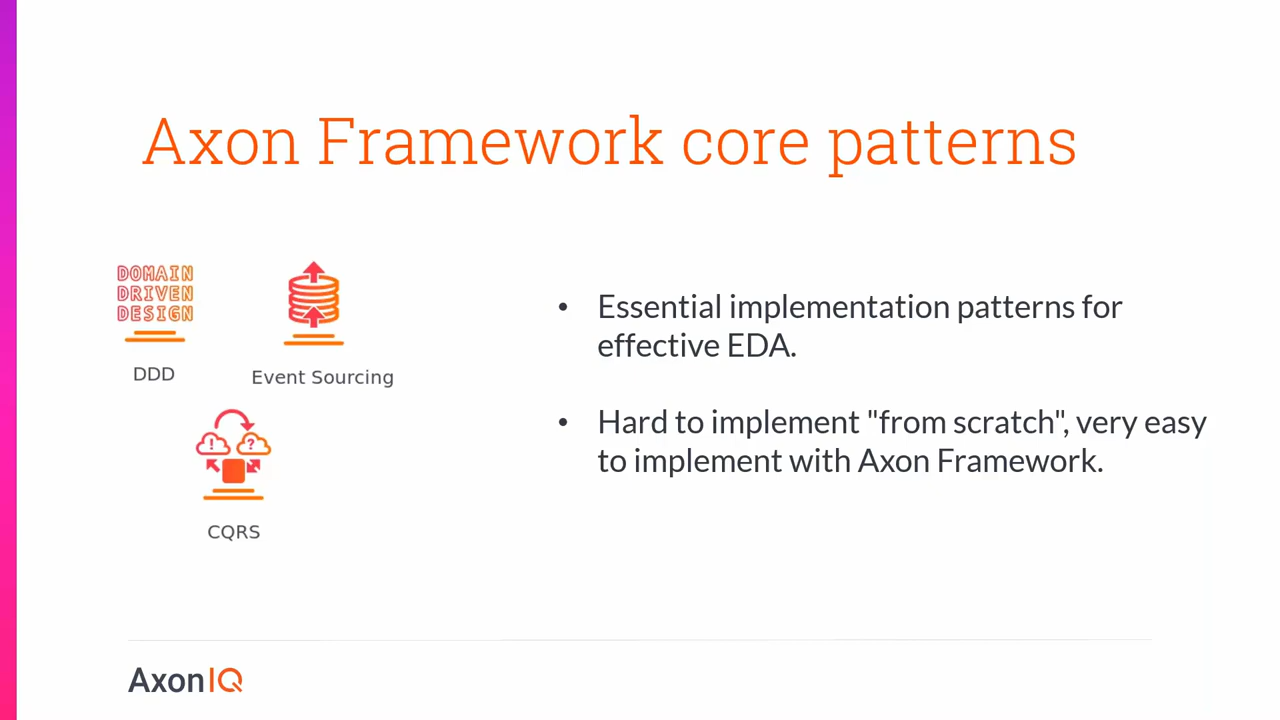 Axon Framework core patterns
DOMAIN
DRIVEN
DESIGN
DDD
Event Sourcing
! ?
CQRS
• Essential implementation patterns for
effective EDA.
• Hard to implement "from scratch", very easy
to implement with Axon Framework.
AxonIQ